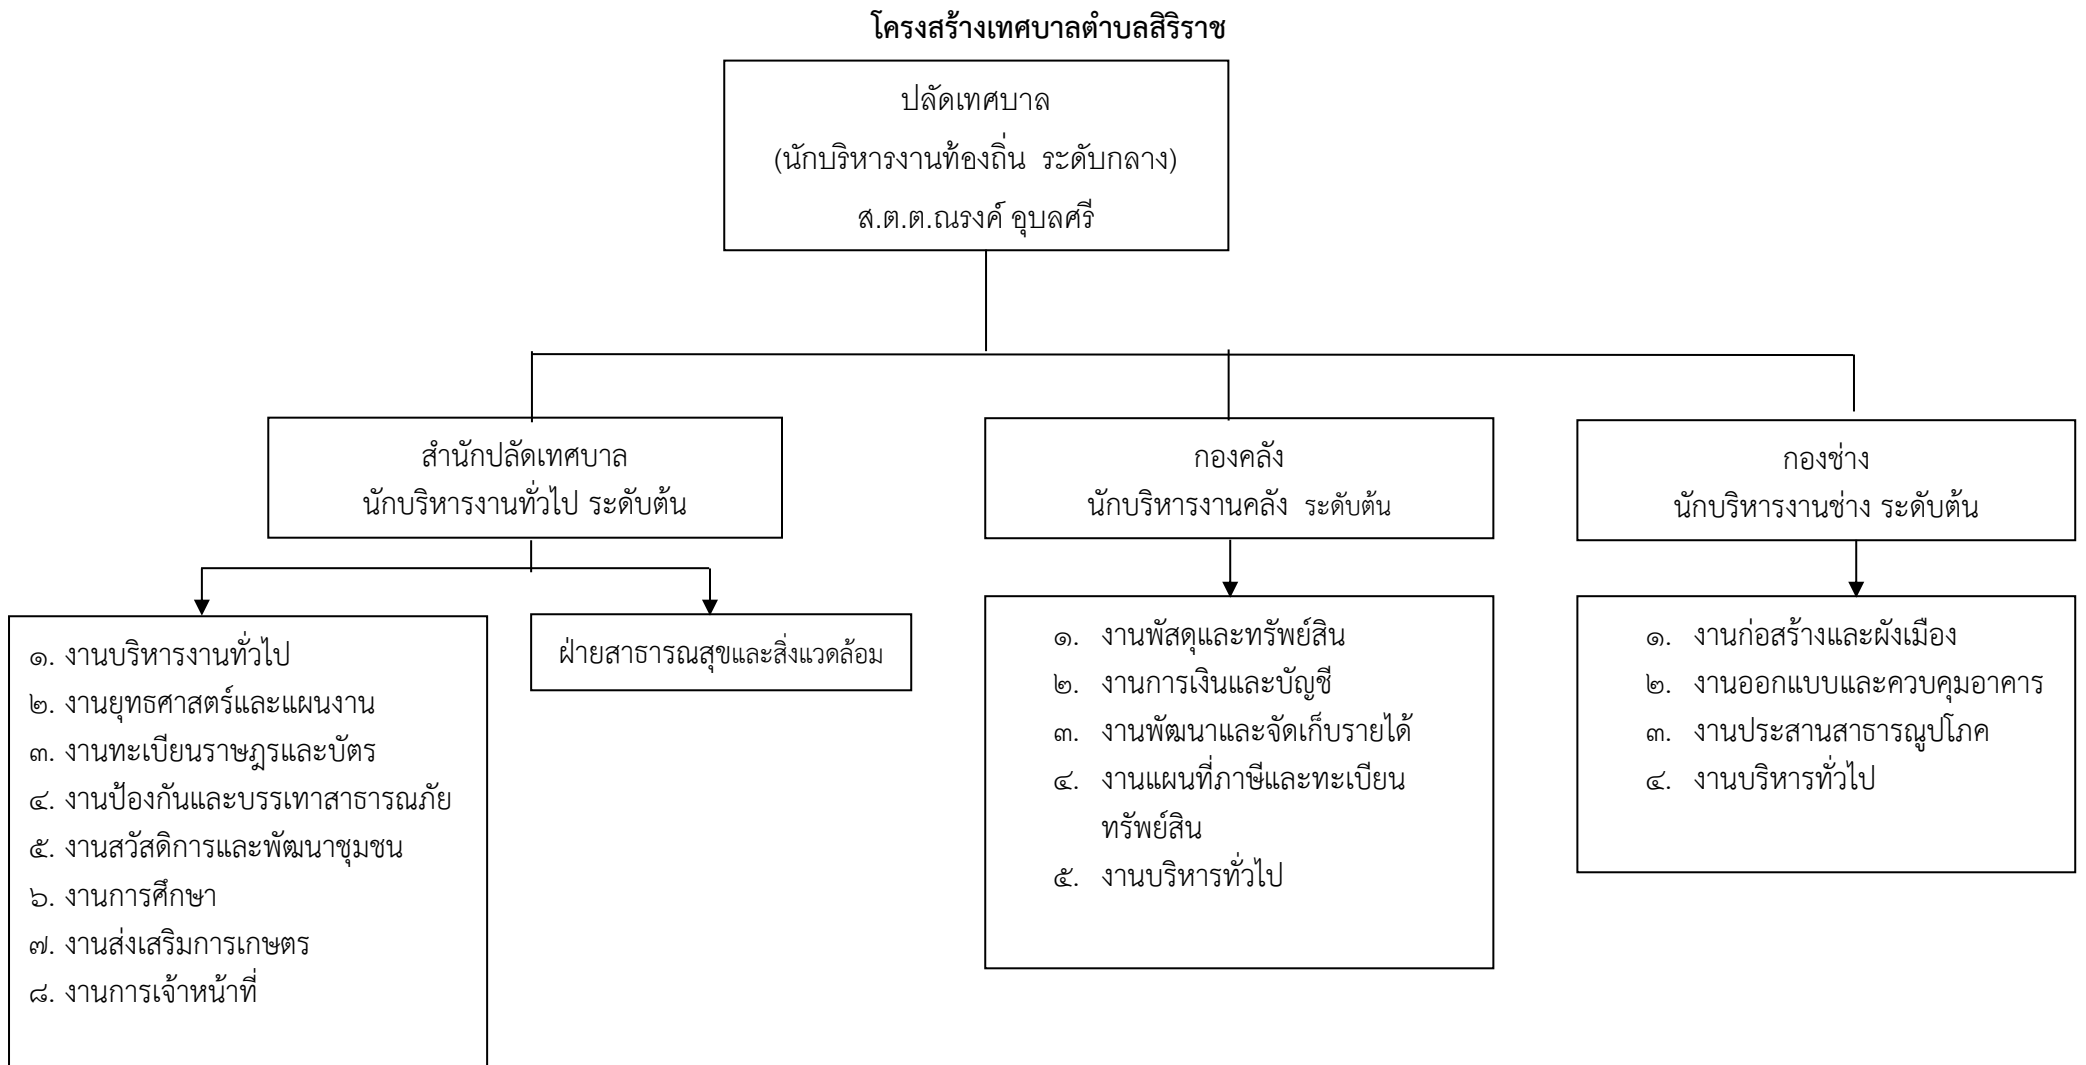 โครงสร้างเทศบาลตำบลสิริราช
ปลัดเทศบาล
(นักบริหารงานท้องถิ่น ระดับกลาง)
ส.ต.ต.ณรงค์ อุบลศรี
สำนักปลัดเทศบาล
นักบริหารงานทั่วไป ระดับต้น
กองคลัง
นักบริหารงานคลัง ระดับต้น
กองช่าง
นักบริหารงานช่าง ระดับต้น
๑. งานบริหารงานทั่วไป
๒. งานยุทธศาสตร์และแผนงาน
๓. งานทะเบียนราษฎรและบัตร
๔. งานป้องกันและบรรเทาสาธารณภัย
๕. งานสวัสดิการและพัฒนาชุมชน
๖. งานการศึกษา
๗. งานส่งเสริมการเกษตร
๘. งานการเจ้าหน้าที่
ฝ่ายสาธารณสุขและสิ่งแวดล้อม
๑. งานพัสดุและทรัพย์สิน
๒. งานการเงินและบัญชี
๓. งานพัฒนาและจัดเก็บรายได้
๔. งานแผนที่ภาษีและทะเบียน
ทรัพย์สิน
๕. งานบริหารทั่วไป
๑. งานก่อสร้างและผังเมือง
๒. งานออกแบบและควบคุมอาคาร
๓. งานประสานสาธารณูปโภค
๔. งานบริหารทั่วไป